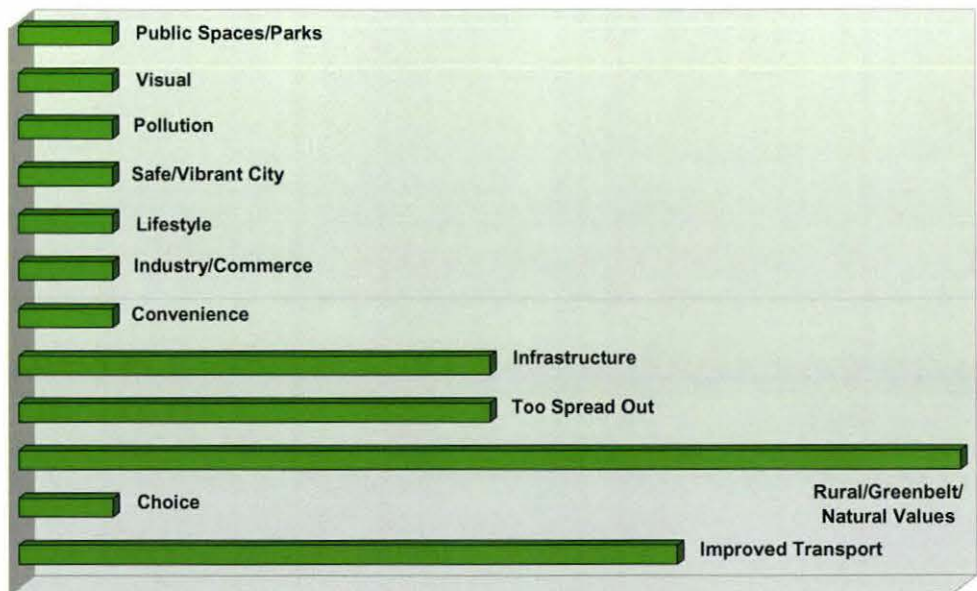 Public Spaces/Parks
Visual
Pollution
Safe/Vibrant City
Lifestyle
Industry/Commerce
Convenience
Infrastructure
Too Spread Out
Rural/Greenbelt/
Natural Values
Choice
Improved Transport